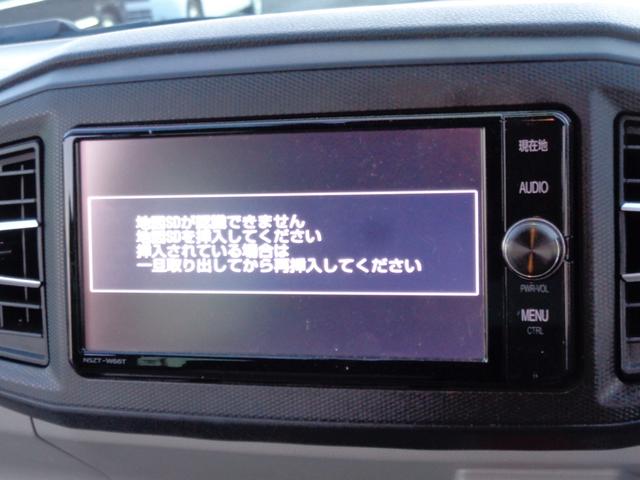 地図SDが認識できません
地図SDを挿入してください
挿入されている場合は
一旦取り出してから再挿入してください
現在地
AUDIO
PWR-VOL
MENU
CTRL
NSZT-W66T